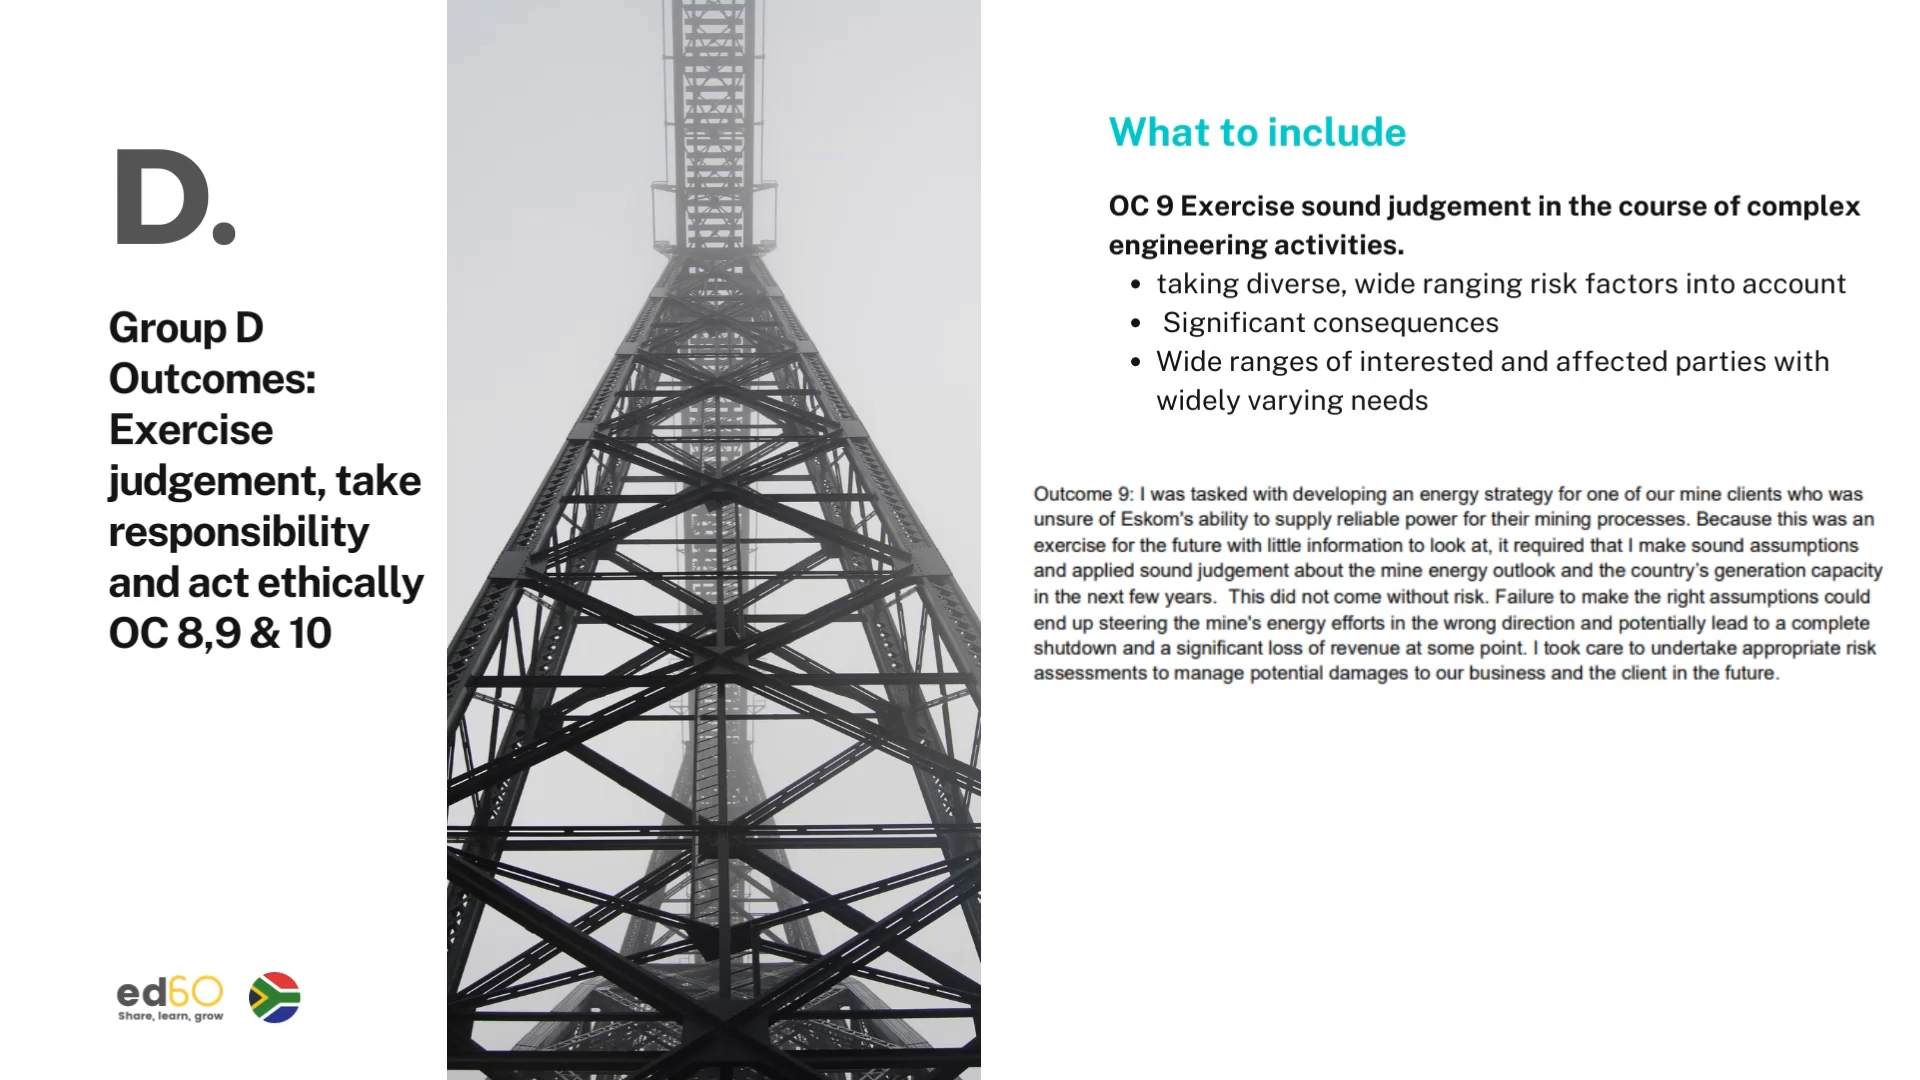 D.
Group D
Outcomes:
Exercise
judgement, take
responsibility
and act ethically
OC 8,9 & 10
ed60
Share, learn, grow
What to include
OC 9 Exercise sound judgement in the course of complex
engineering activities.
• taking diverse, wide ranging risk factors into account
• Significant consequences
• Wide ranges of interested and affected parties with
widely varying needs
Outcome 9: I was tasked with developing an energy strategy for one of our mine clients who was
unsure of Eskom's ability to supply reliable power for their mining processes. Because this was an
exercise for the future with little information to look at, it required that I make sound assumptions
and applied sound judgement about the mine energy outlook and the country's generation capacity
in the next few years. This did not come without risk. Failure to make the right assumptions could
end up steering the mine's energy efforts in the wrong direction and potentially lead to a complete
shutdown and a significant loss of revenue at some point. I took care to undertake appropriate risk
assessments to manage potential damages to our business and the client in the future.